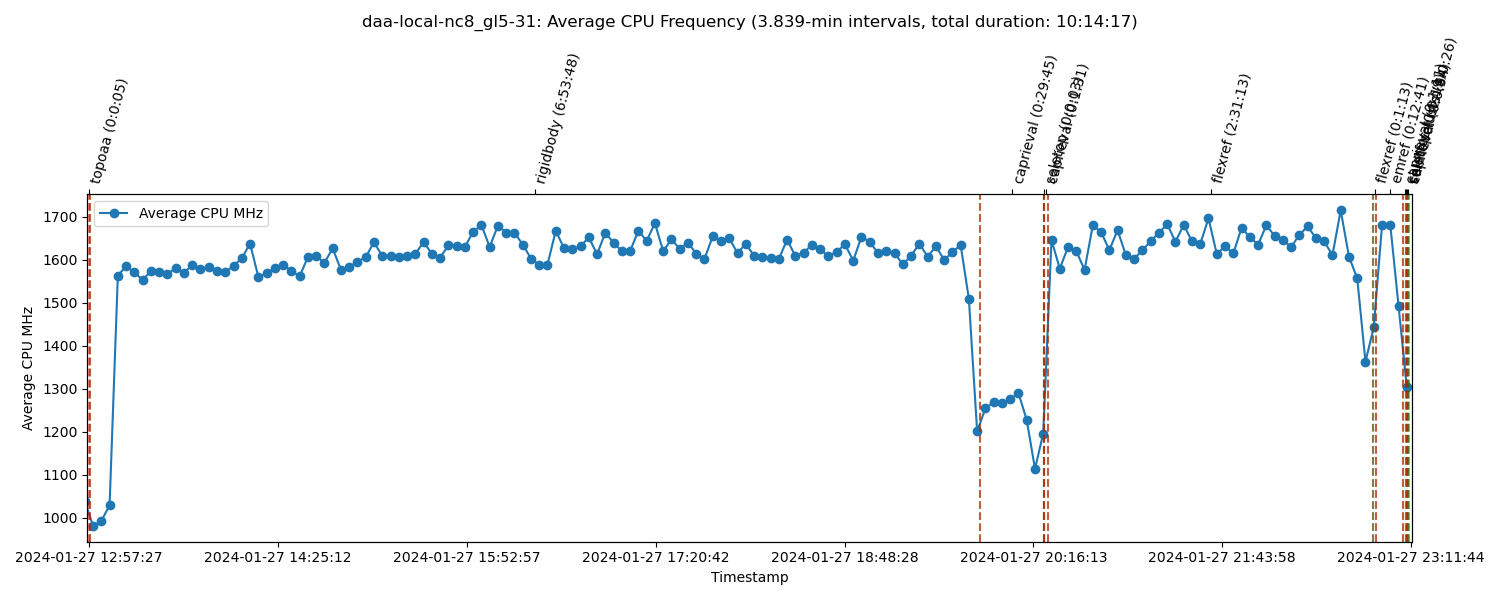 daa-local-nc8_gl5-31: Average CPU Frequency (3.839-min intervals, total duration: 10:14:17)
topoaa (0:0:05)
rigidbody (6:53:48)
caprieval (0:29:45)
flexref (2:31:13)
flexref (0:1:13)
emref (0:12:41)
Average CPU MHz
Average CPU MHz
1700
1600
1500
1400
1300
1200
1100
1000
2024-01-27 12:57:27
2024-01-27 14:25:12
2024-01-27 15:52:57
2024-01-27 17:20:42
2024-01-27 18:48:28
2024-01-27 20:16:13
2024-01-27 21:43:58
2024-01-27 23:11:44
Timestamp